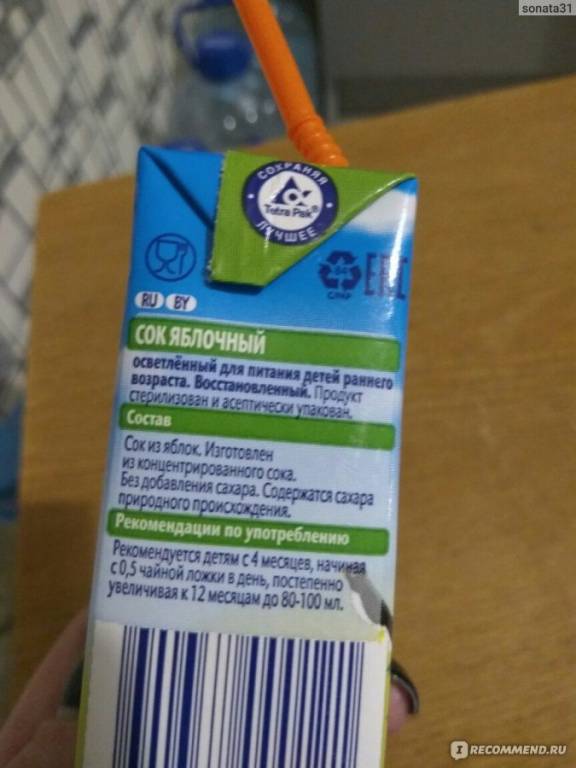 sonata31
СОХРАНЯЯ
Tetra Pak®
ЛУЧШЕЕ
84
C/PAP
EAC
RU BY
СОК ЯБЛОЧНЫЙ
осветлённый для питания детей раннего
возраста. Восстановленный. Продукт
стерилизован и асептически упакован.
Состав
Сок из яблок. Изготовлен
из концентрированного сока.
Без добавления сахара. Содержатся сахара
природного происхождения.
Рекомендации по употреблению
Рекомендуется детям с 4 месяцев, начиная
с 0,5 чайной ложки в день, постепенно
увеличивая к 12 месяцам до 80-100 мл.
IRECOMMEND.RU